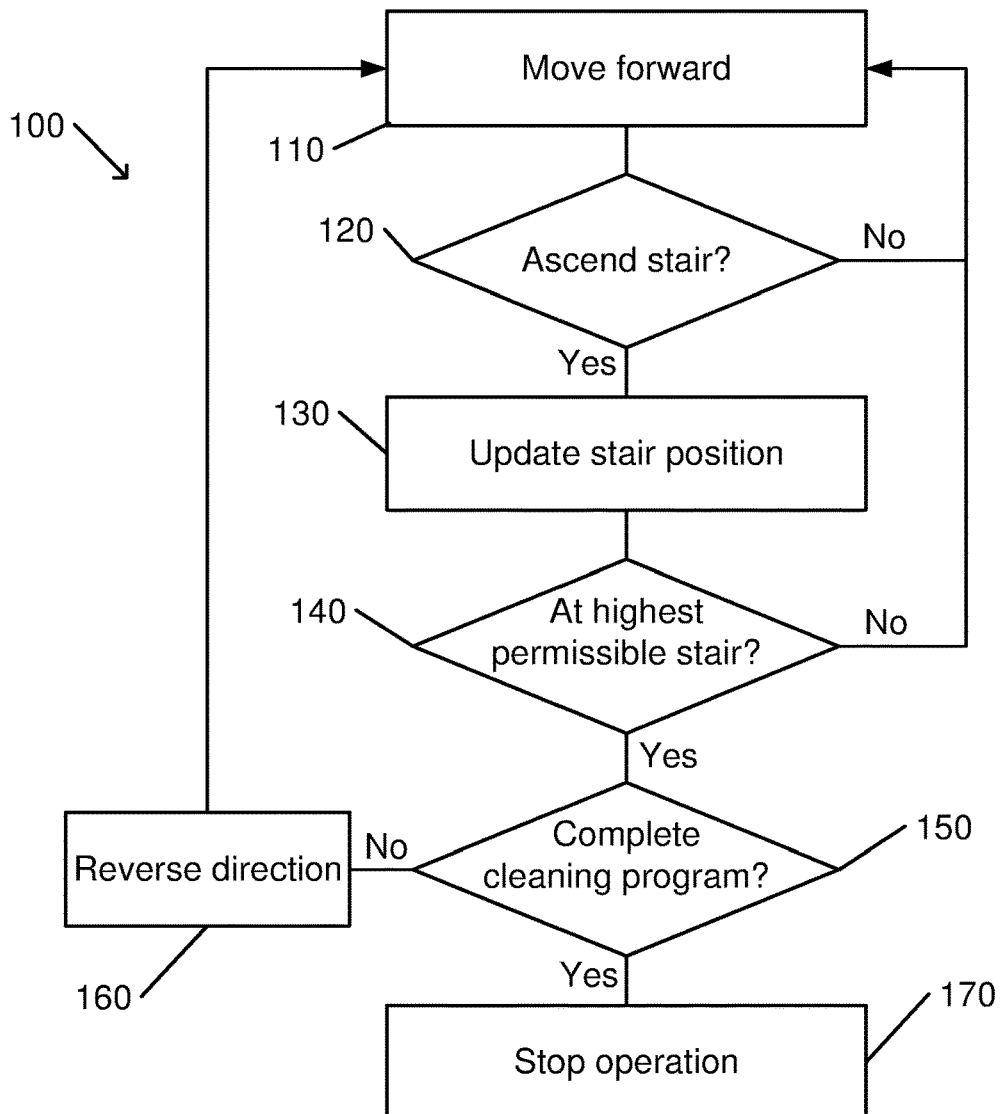 Move forward
100
110
120
Ascend stair?
No
Yes
130
Update stair position
140
At highest
permissible stair?
No
Yes
150
Complete
cleaning program?
No
Reverse direction
160
Yes
170
Stop operation